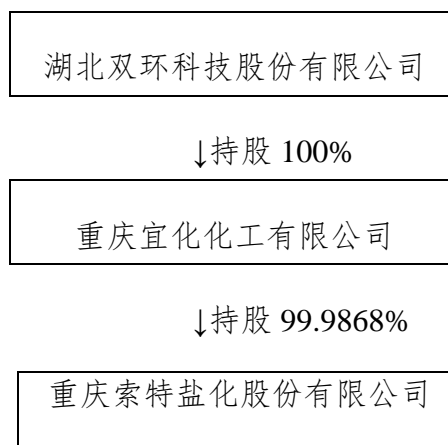 湖北双环科技股份有限公司
↓持股 100%
重庆宜化化工有限公司
↓持股 99.9868%
重庆索特盐化股份有限公司